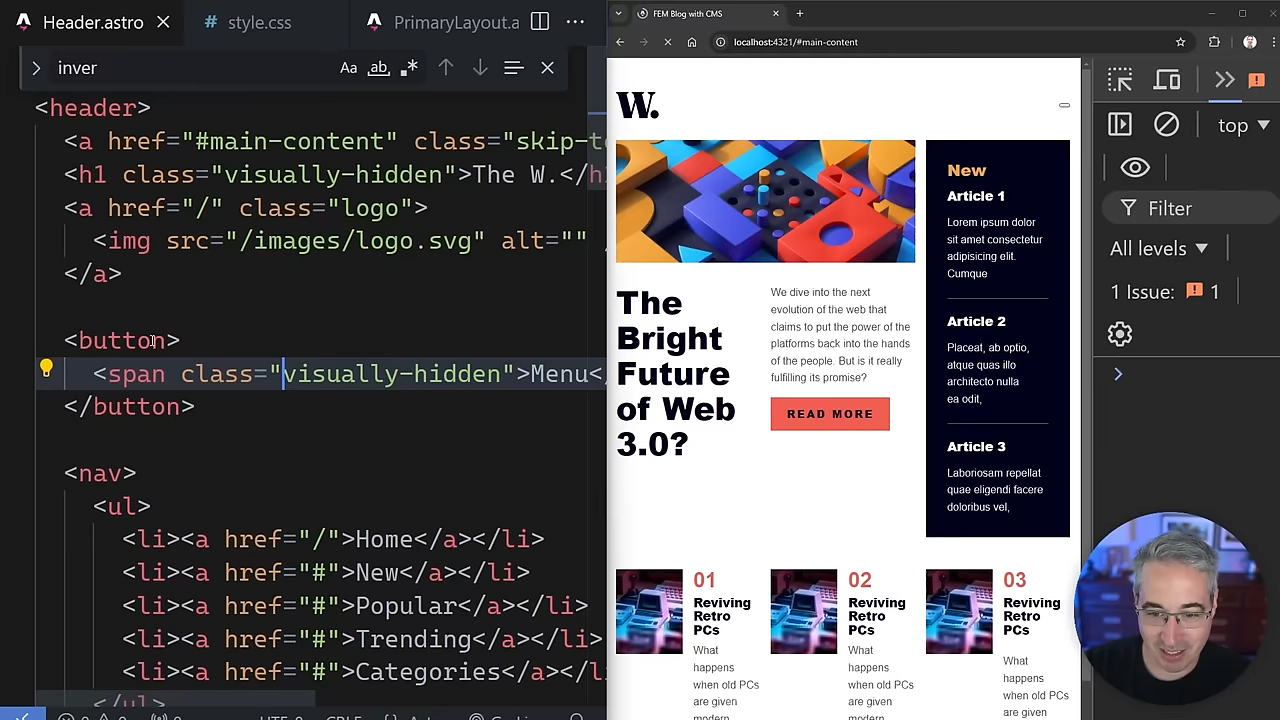 Header.astro
# style.css
PrimaryLayout.a
inver
Aa
ab
.*
<header>
<a href="#main-content" class="skip-t
<h1 class="visually-hidden">The W.</h
<a href="/" class="logo">
<img src="/images/logo.svg" alt=""
</a>
<button>
<span class="visually-hidden">Menu</
</button>
<nav>
<ul>
<li><a href="/">Home</a></li>
<li><a href="#">New</a></li>
<li><a href="#">Popular</a></li>
<li><a href="#">Trending</a></li>
<li><a href="#">Categories</a></l
</ul>
FEM Blog with CMS
localhost:4321/#main-content
W.
The
Bright
Future
of Web
3.0?
We dive into the next
evolution of the web that
claims to put the power of the
platforms back into the hands
of the people. But is it really
fulfilling its promise?
READ MORE
New
Article 1
Lorem ipsum dolor
sit amet consectetur
adipisicing elit.
Cumque
Article 2
Placeat, ab optio,
atque quas illo
architecto nulla
ea odit,
Article 3
Laboriosam repellat
quae eligendi facere
doloribus vel,
01
Reviving
Retro
PCs
What
happens
when old PCs
are given
modern
02
Reviving
Retro
PCs
What
happens
when old PCs
are given
modern
03
Reviving
Retro
PCs
What
happens
when old PCs
are given
top
Filter
All levels
1 Issue: 1